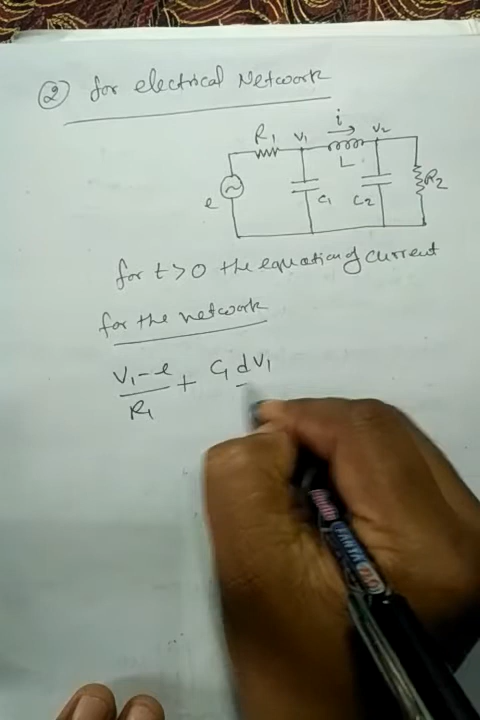 ② for electrical Network
R1 V1 i V2
L
e C1 C2 R2
for t > 0 the equation of current
for the network
V1 - e / R1 + C1 dV1